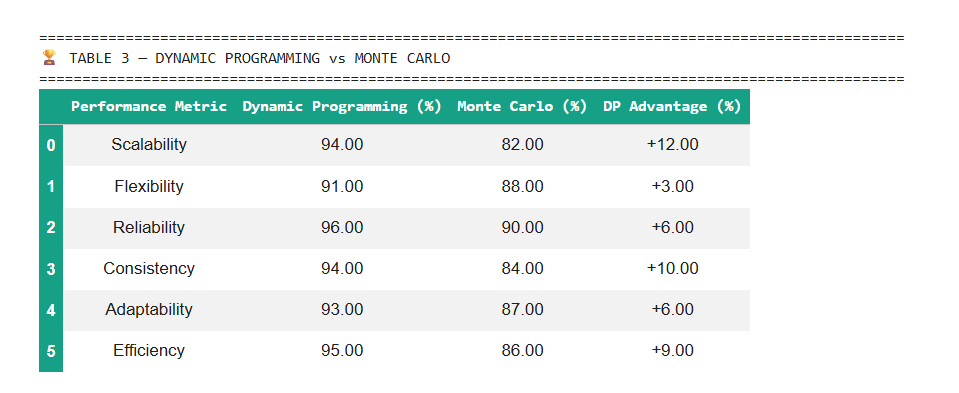 ==========================================================================================
🏆 TABLE 3 — DYNAMIC PROGRAMMING vs MONTE CARLO
==========================================================================================
Performance Metric Dynamic Programming (%) Monte Carlo (%) DP Advantage (%)
0 Scalability 94.00 82.00 +12.00
1 Flexibility 91.00 88.00 +3.00
2 Reliability 96.00 90.00 +6.00
3 Consistency 94.00 84.00 +10.00
4 Adaptability 93.00 87.00 +6.00
5 Efficiency 95.00 86.00 +9.00